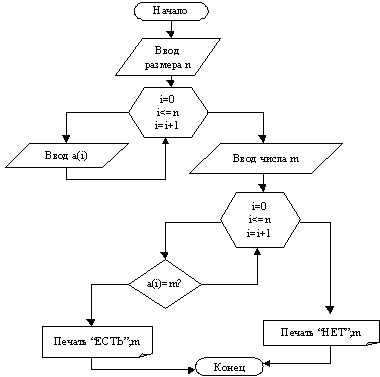 Начало
Ввод
размера n
i=0
i<=n
i=i+1
Ввод a(i)
Ввод числа m
i=0
i<=n
i=i+1
a(i)=m?
Печать “ЕСТЬ”,m
Печать “НЕТ”,m
Конец